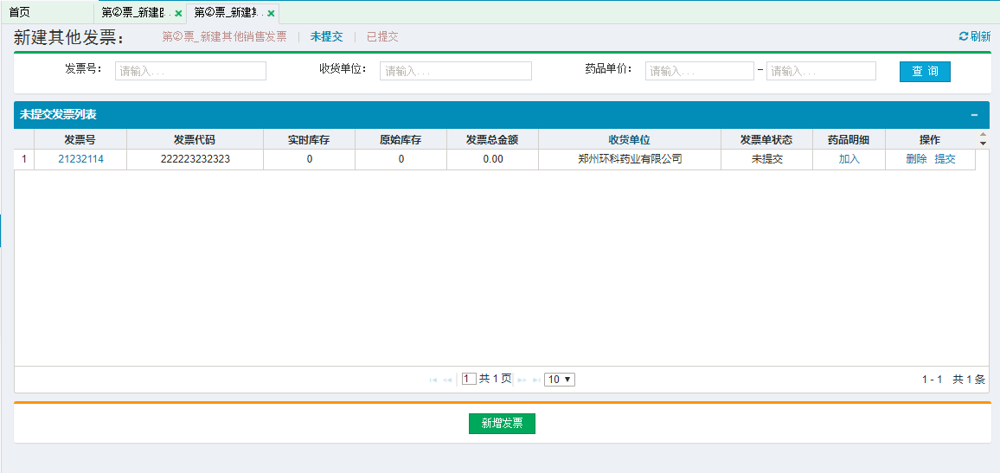 首页 第②票_新建 第②票_新建
新建其他发票： 第②票_新建其他销售发票 未提交 已提交 刷新
发票号： 请输入... 收货单位： 请输入... 药品单价： 请输入... - 请输入... 查 询
未提交发票列表
发票号 发票代码 实时库存 原始库存 发票总金额 收货单位 发票单状态 药品明细 操作
1 21232114 222223232323 0 0 0.00 郑州环科药业有限公司 未提交 加入 删除 提交
1 共 1 页 10 1 - 1 共 1 条
新增发票